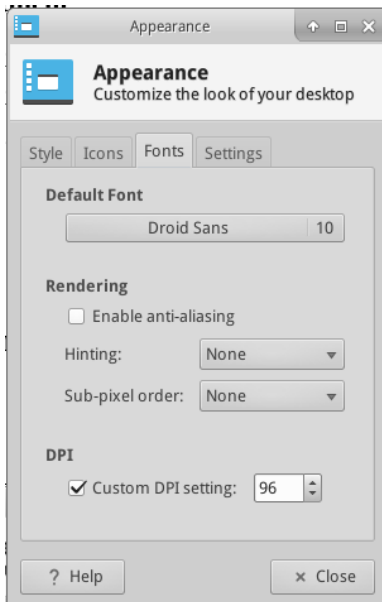 Appearance
Appearance
Customize the look of your desktop
Style Icons Fonts Settings
Default Font
Droid Sans 10
Rendering
Enable anti-aliasing
Hinting: None
Sub-pixel order: None
DPI
Custom DPI setting: 96
? Help × Close